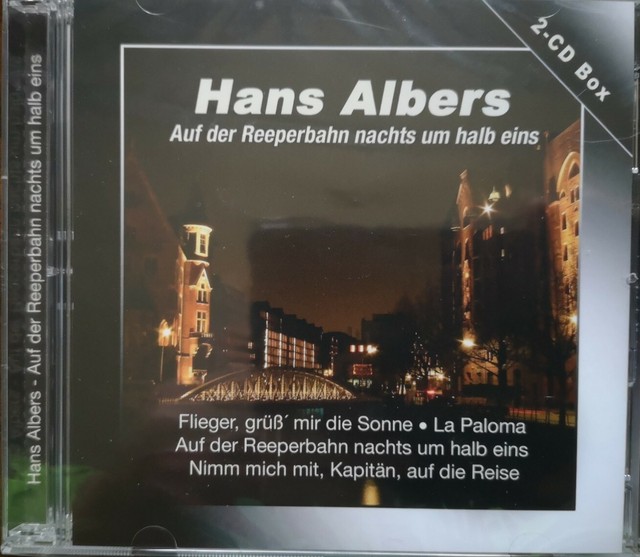 2-CD Box
Hans Albers
Auf der Reeperbahn nachts um halb eins
Flieger, grüß´ mir die Sonne • La Paloma
Auf der Reeperbahn nachts um halb eins
Nimm mich mit, Kapitän, auf die Reise
Hans Albers - Auf der Reeperbahn nachts um halb eins